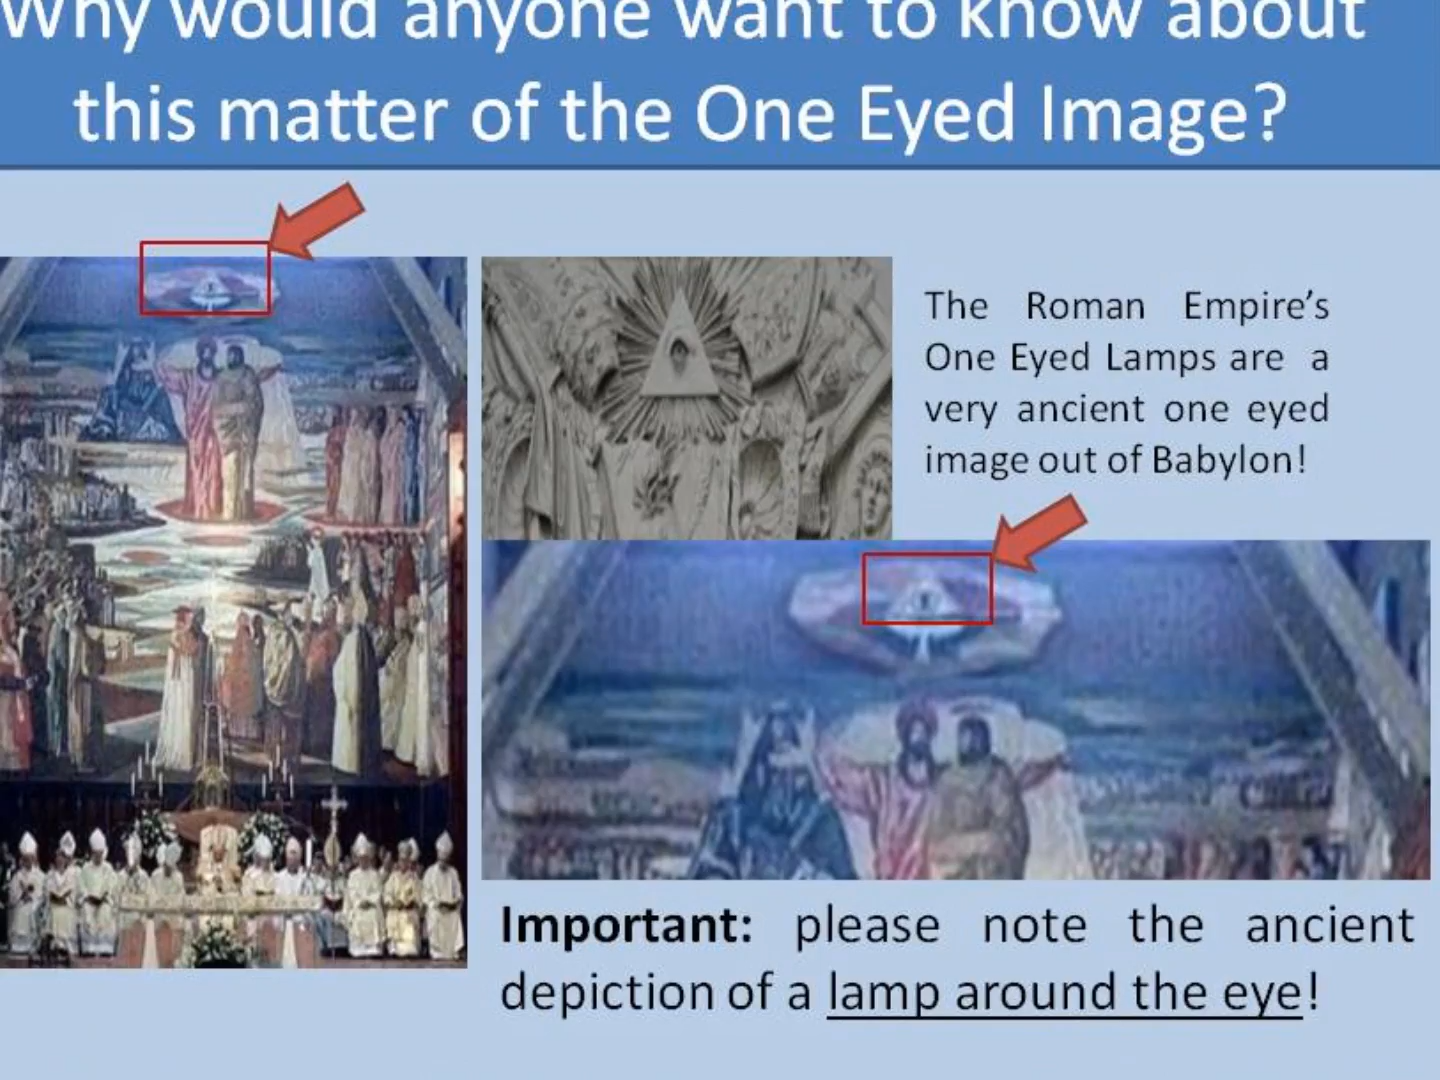 Why would anyone want to know about
this matter of the One Eyed Image?
The Roman Empire’s
One Eyed Lamps are a
very ancient one eyed
image out of Babylon!
Important: please note the ancient
depiction of a lamp around the eye!